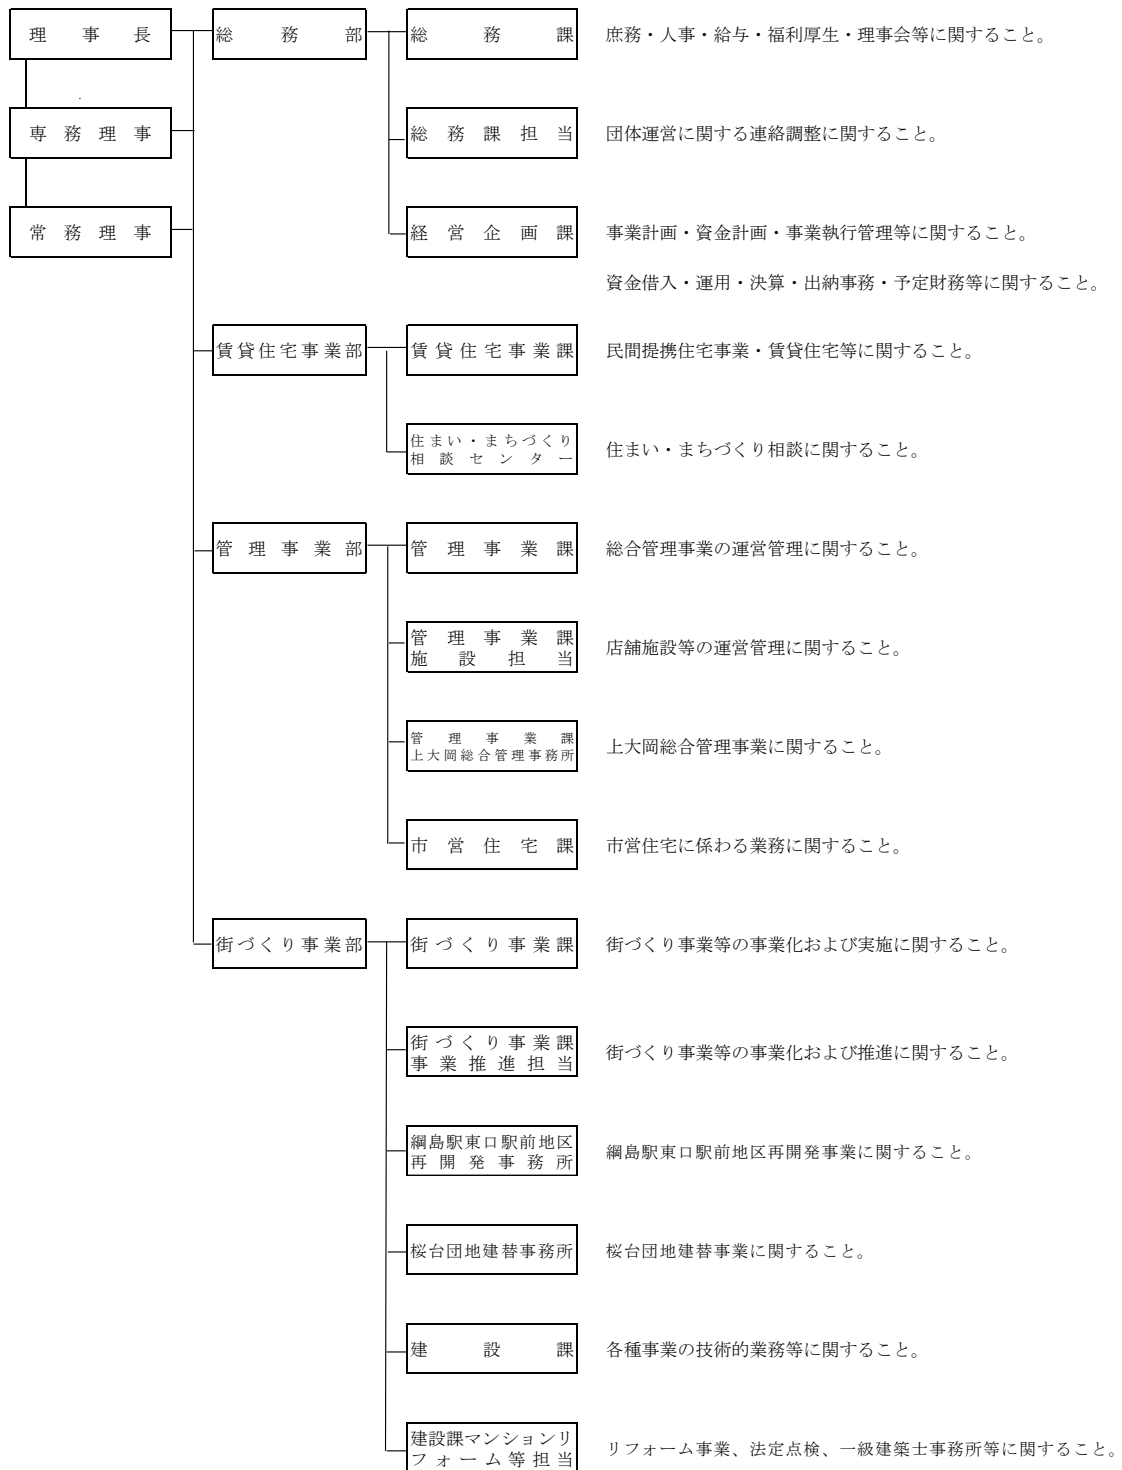 理事長 総務部 総務課 庶務・人事・給与・福利厚生・理事会等に関すること。
専務理事 総務課担当 団体運営に関する連絡調整に関すること。
常務理事 経営企画課 事業計画・資金計画・事業執行管理等に関すること。
資金借入・運用・決算・出納事務・予定財務等に関すること。
賃貸住宅事業部 賃貸住宅事業課 民間提携住宅事業・賃貸住宅等に関すること。
住まい・まちづくり
相談センター 住まい・まちづくり相談に関すること。
管理事業部 管理事業課 総合管理事業の運営管理に関すること。
管理事業課
施設担当 店舗施設等の運営管理に関すること。
管理事業課
上大岡総合管理事務所 上大岡総合管理事業に関すること。
市営住宅課 市営住宅に係わる業務に関すること。
街づくり事業部 街づくり事業課 街づくり事業等の事業化および実施に関すること。
街づくり事業課
事業推進担当 街づくり事業等の事業化および推進に関すること。
綱島駅東口駅前地区
再開発事務所 綱島駅東口駅前地区再開発事業に関すること。
桜台団地建替事務所 桜台団地建替事業に関すること。
建設課 各種事業の技術的業務等に関すること。
建設課マンションリ
フォーム等担当 リフォーム事業、法定点検、一級建築士事務所等に関すること。